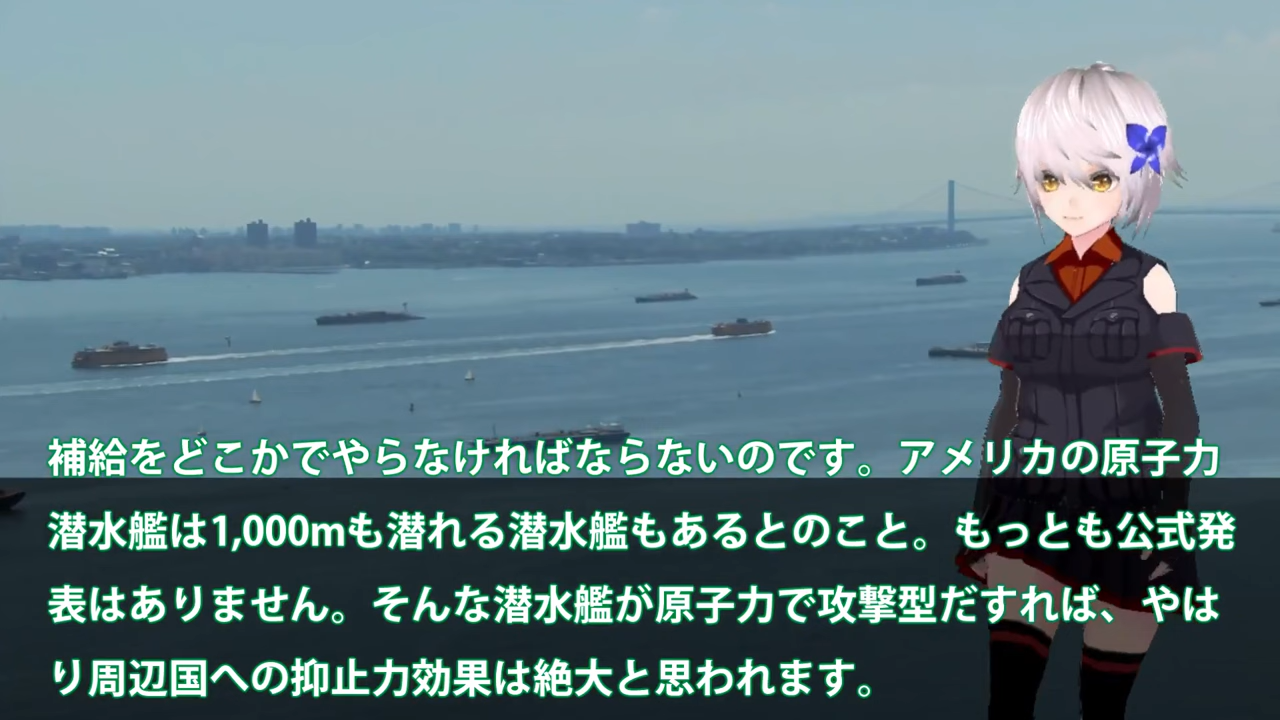 補給をどこかでやらなければならないのです。アメリカの原子力
潜水艦は1,000mも潜れる潜水艦もあるとのこと。もっとも公式発
表はありません。そんな潜水艦が原子力で攻撃型だすれば、やは
り周辺国への抑止力効果は絶大と思われます。